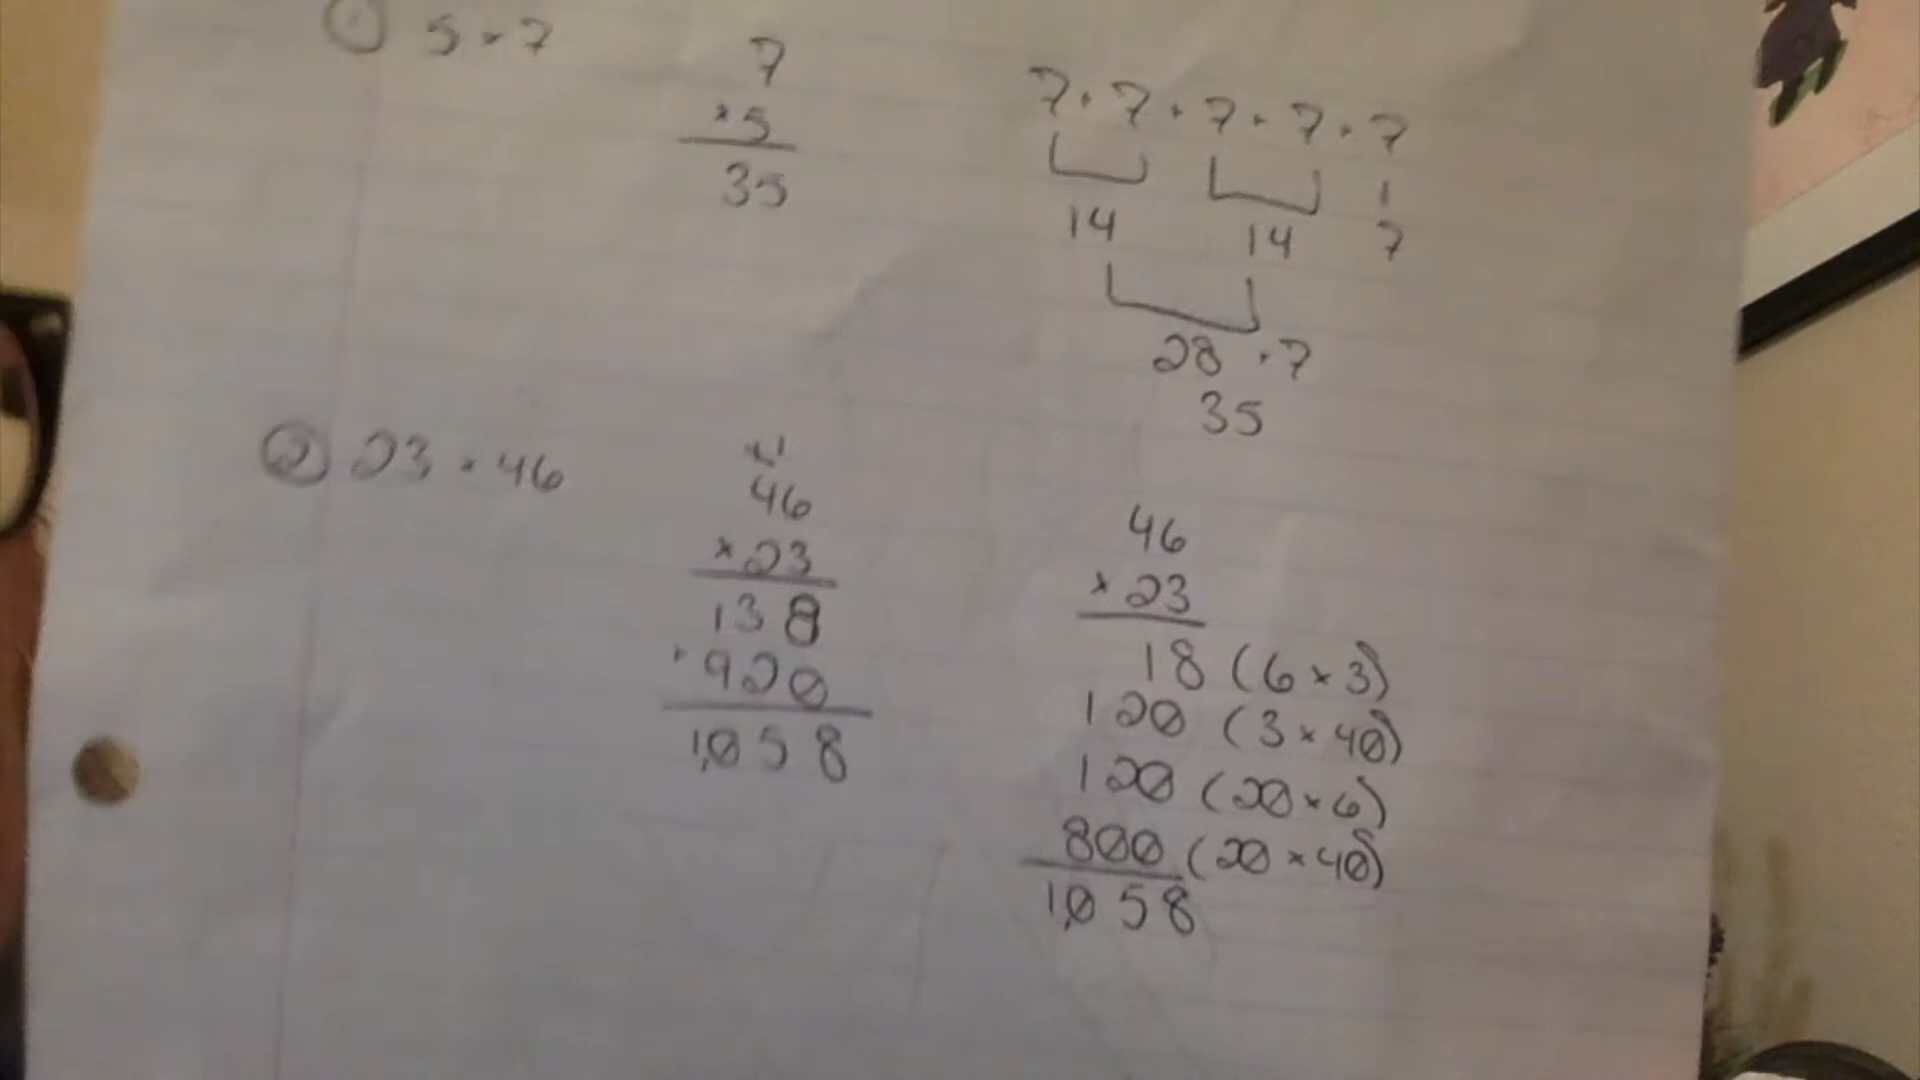 ① 5 × 7
7
× 5
35
7 + 7 + 7 + 7 + 7
14 14 7
28 + 7
35
② 23 × 46
46
× 23
138
+ 920
1,058
46
× 23
18 (6 × 3)
120 (3 × 40)
120 (20 × 6)
800 (20 × 40)
1,058